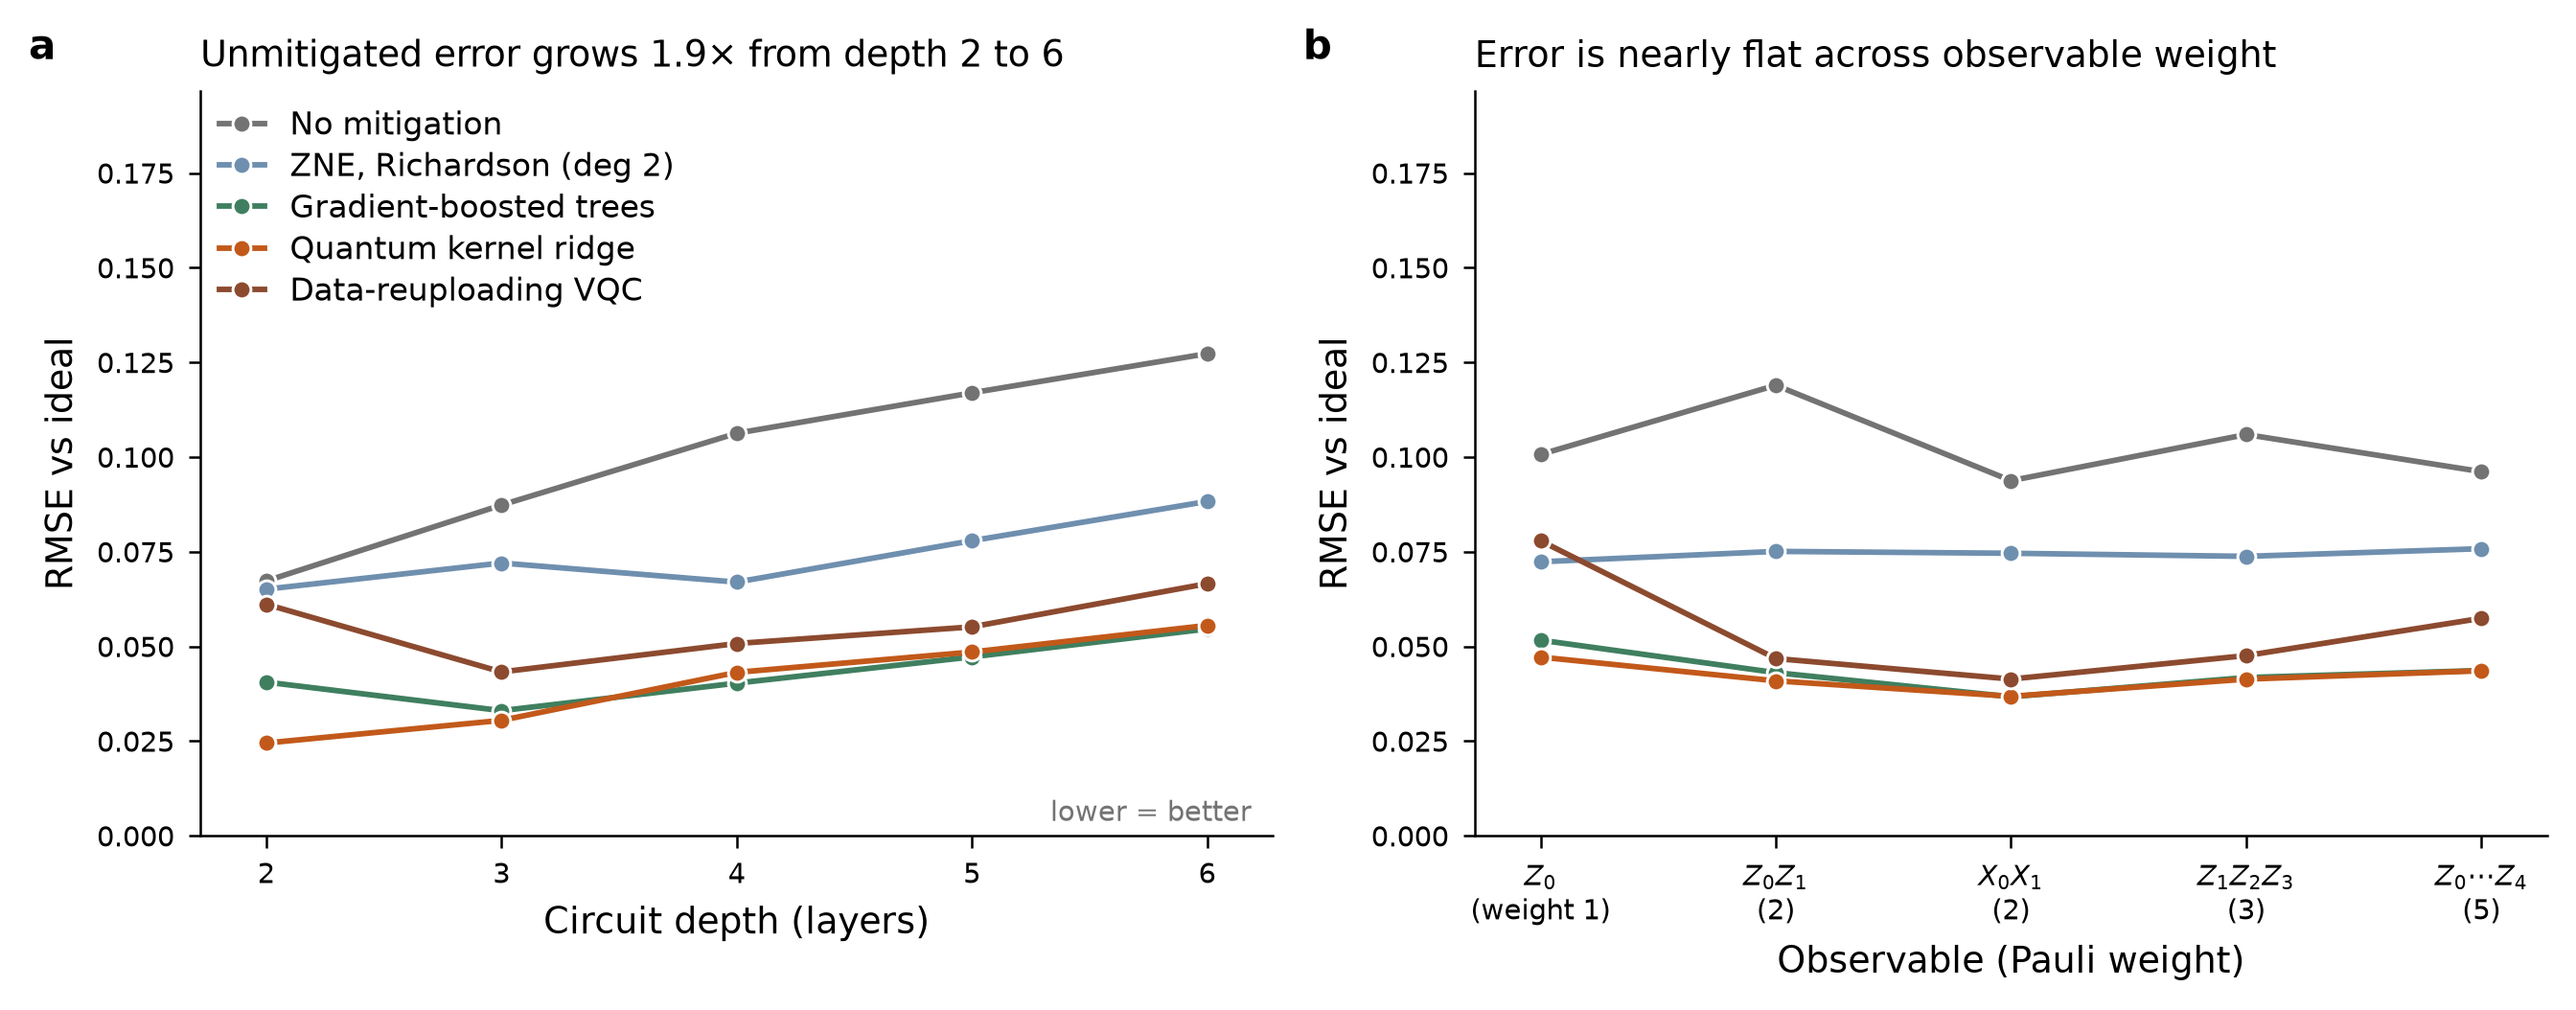 a
Unmitigated error grows 1.9× from depth 2 to 6
No mitigation
ZNE, Richardson (deg 2)
Gradient-boosted trees
Quantum kernel ridge
Data-reuploading VQC
RMSE vs ideal
0.175
0.150
0.125
0.100
0.075
0.050
0.025
0.000
lower = better
2 3 4 5 6
Circuit depth (layers)
b
Error is nearly flat across observable weight
RMSE vs ideal
0.175
0.150
0.125
0.100
0.075
0.050
0.025
0.000
Z₀ Z₀Z₁ X₀X₁ Z₁Z₂Z₃ Z₀⋯Z₄
(weight 1) (2) (2) (3) (5)
Observable (Pauli weight)